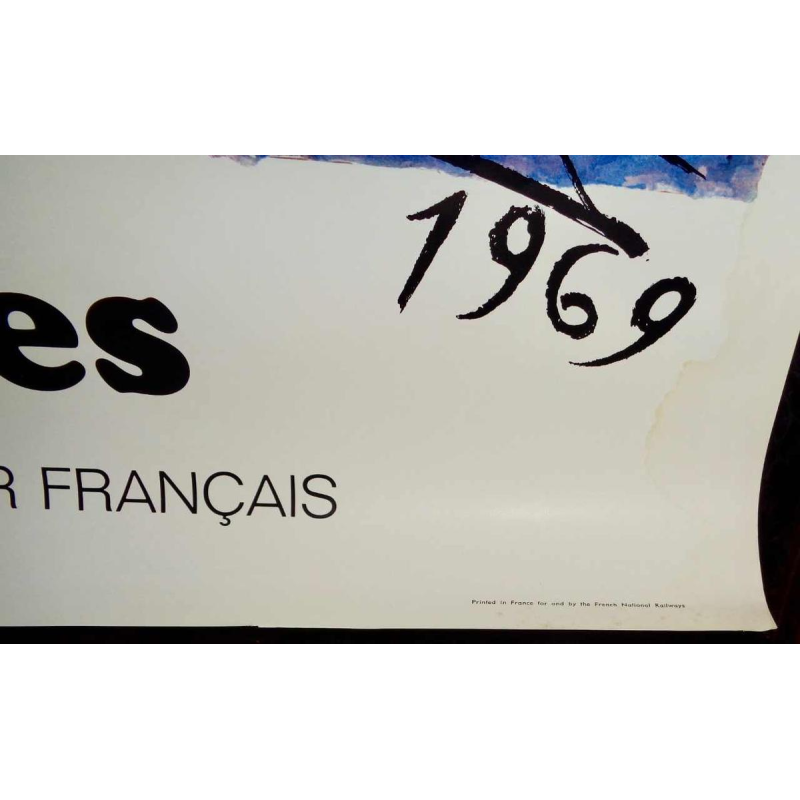 1969
es
R FRANÇAIS
Printed in France for and by the French National Railways